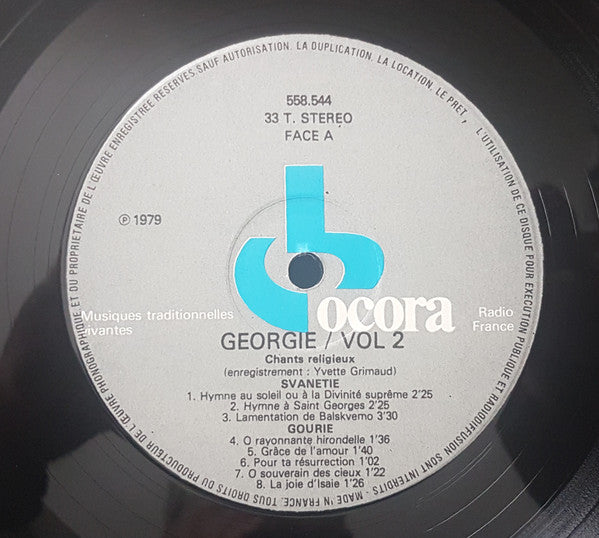 558.544
33 T. STEREO
FACE A
℗ 1979
Musiques traditionnelles
vivantes
ocora
Radio
France
GEORGIE / VOL 2
Chants religieux
(enregistrement : Yvette Grimaud)
SVANETIE
1. Hymne au soleil ou à la Divinité suprême 2'25
2. Hymne à Saint Georges 2'25
3. Lamentation de Balskvemo 3'30
GOURIE
4. O rayonnante hirondelle 1'36
5. Grâce de l'amour 1'40
6. Pour ta résurrection 1'02
7. O souverain des cieux 1'22
8. La joie d'Isaie 1'26
MADE IN FRANCE. TOUS DROITS DU PRODUCTEUR DE L'ŒUVRE PHONOGRAPHIQUE ET DU PROPRIETAIRE DE L'ŒUVRE ENREGISTREE RESERVES. SAUF AUTORISATION, LA DUPLICATION, LA LOCATION, LE PRET, L'UTILISATION DE CE DISQUE POUR EXECUTION PUBLIQUE ET RADIODIFFUSION SONT INTERDITS -